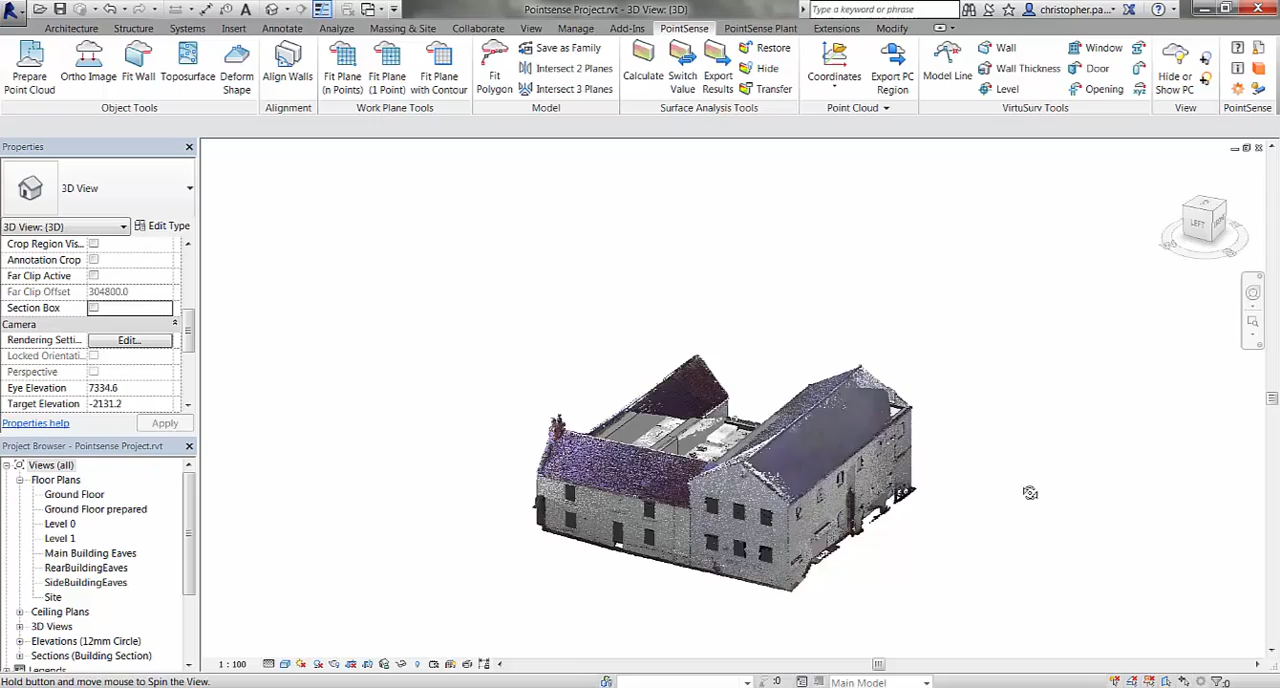 Pointsense Project.rvt - 3D View: {3D}
Type a keyword or phrase
christopher.pa...
Architecture Structure Systems Insert Annotate Analyze Massing & Site Collaborate View Manage Add-Ins PointSense PointSense Plant Extensions Modify
Prepare Point Cloud
Ortho Image
Fit Wall
Toposurface
Deform Shape
Object Tools
Align Walls
Alignment
Fit Plane (n Points)
Fit Plane (1 Point)
Fit Plane with Contour
Work Plane Tools
Fit Polygon
Save as Family
Intersect 2 Planes
Intersect 3 Planes
Model
Calculate
Switch Value
Export Results
Restore
Hide
Transfer
Surface Analysis Tools
Coordinates
Export PC Region
Point Cloud
Model Line
Wall
Wall Thickness
Level
Window
Door
Opening
VirtuSurv Tools
Hide or Show PC
View
PointSense
Properties
3D View
3D View: {3D}
Edit Type
Crop Region Vis...
Annotation Crop
Far Clip Active
Far Clip Offset 304800.0
Section Box
Camera
Rendering Setti... Edit...
Locked Orientati...
Perspective
Eye Elevation 7334.6
Target Elevation -2131.2
Properties help
Apply
Project Browser - Pointsense Project.rvt
Views (all)
Floor Plans
Ground Floor
Ground Floor prepared
Level 0
Level 1
Main Building Eaves
RearBuildingEaves
SideBuildingEaves
Site
Ceiling Plans
3D Views
Elevations (12mm Circle)
Sections (Building Section)
Legends
LEFT
1 : 100
Hold button and move mouse to Spin the View.
:0
Main Model
:0